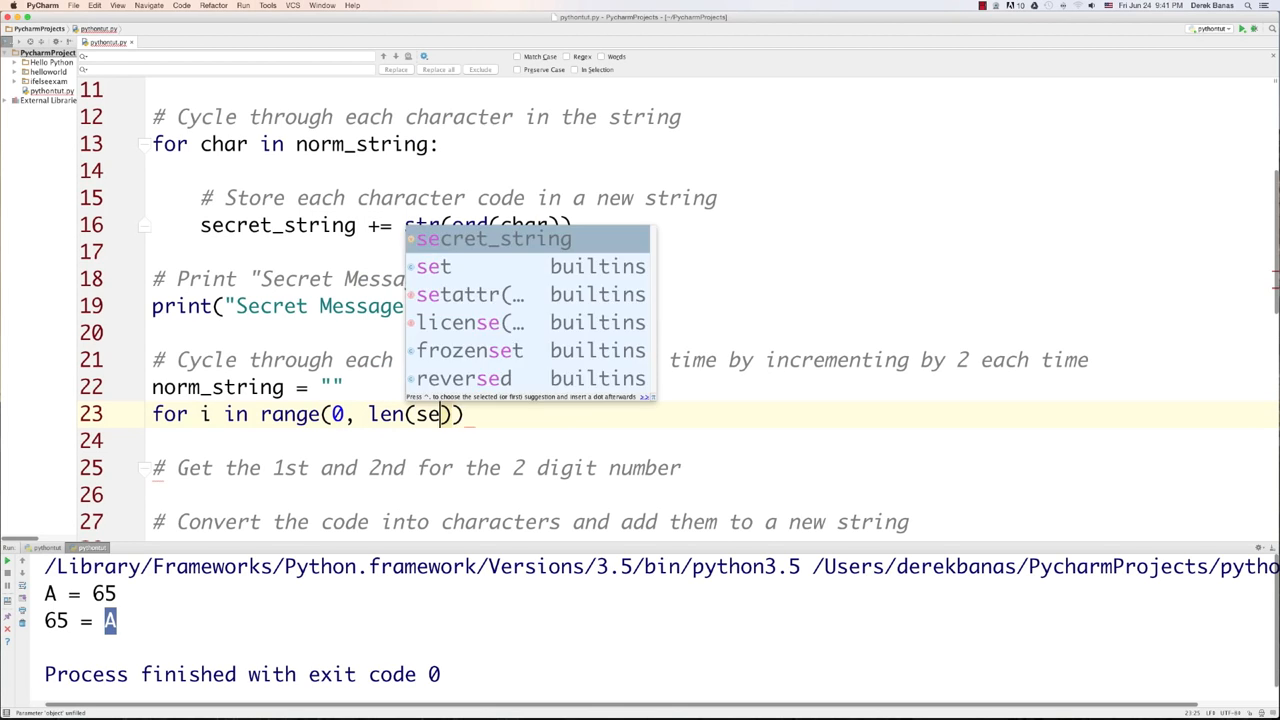 PyCharm File Edit View Navigate Code Refactor Run Tools VCS Window Help
Fri Jun 24 9:41 PM Derek Banas
pythontut.py - PycharmProjects - [~/PycharmProjects]
PycharmProjects pythontut.py
pythontut
PycharmProject pythontut.py ×
Match Case Regex Words
Replace Replace all Exclude Preserve Case In Selection
Hello Python
helloworld
ifelseexam
pythontut.py
External Librarie
11
12 # Cycle through each character in the string
13 for char in norm_string:
14
15 # Store each character code in a new string
16 secret_string += str(ord(char))
17
18 # Print "Secret Messa
19 print("Secret Message
20
21 # Cycle through each time by incrementing by 2 each time
22 norm_string = ""
23 for i in range(0, len(se))
24
25 # Get the 1st and 2nd for the 2 digit number
26
27 # Convert the code into characters and add them to a new string
secret_string
set builtins
setattr(… builtins
license(… builtins
frozenset builtins
reversed builtins
Press ^. to choose the selected (or first) suggestion and insert a dot afterwards >>
Run: pythontut pythontut
/Library/Frameworks/Python.framework/Versions/3.5/bin/python3.5 /Users/derekbanas/PycharmProjects/pytho
A = 65
65 = A
Process finished with exit code 0
Parameter 'object' unfilled
23:25 LF÷ UTF-8÷